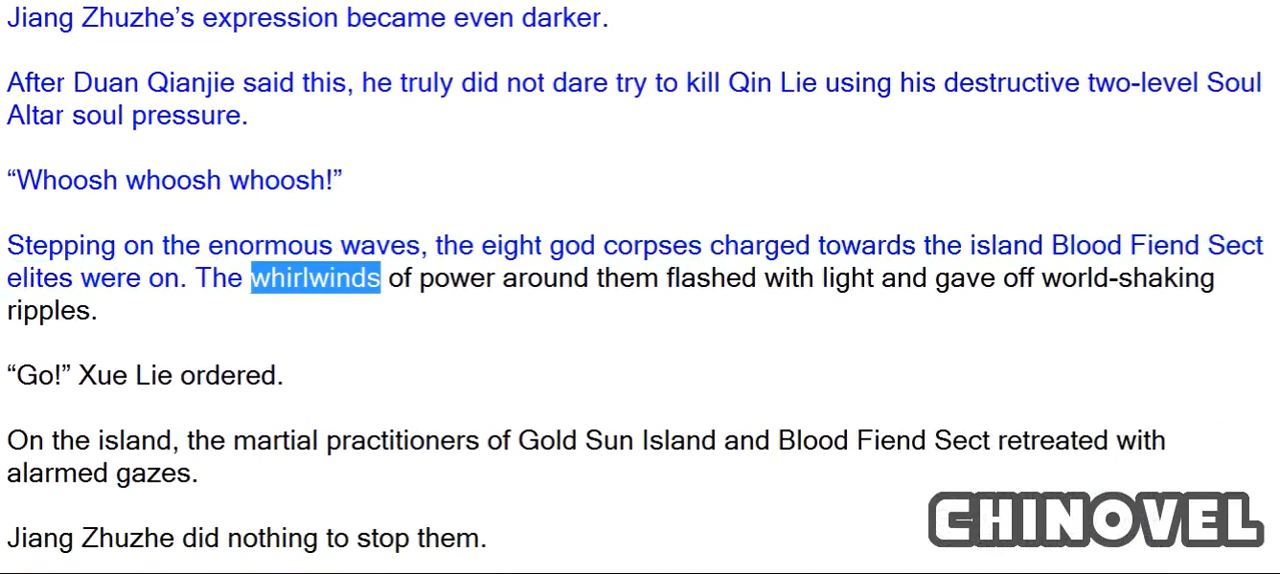 Jiang Zhuzhe’s expression became even darker.
After Duan Qianjie said this, he truly did not dare try to kill Qin Lie using his destructive two-level Soul
Altar soul pressure.
“Whoosh whoosh whoosh!”
Stepping on the enormous waves, the eight god corpses charged towards the island Blood Fiend Sect
elites were on. The whirlwinds of power around them flashed with light and gave off world-shaking
ripples.
“Go!” Xue Lie ordered.
On the island, the martial practitioners of Gold Sun Island and Blood Fiend Sect retreated with
alarmed gazes.
Jiang Zhuzhe did nothing to stop them.
CHINOVEL